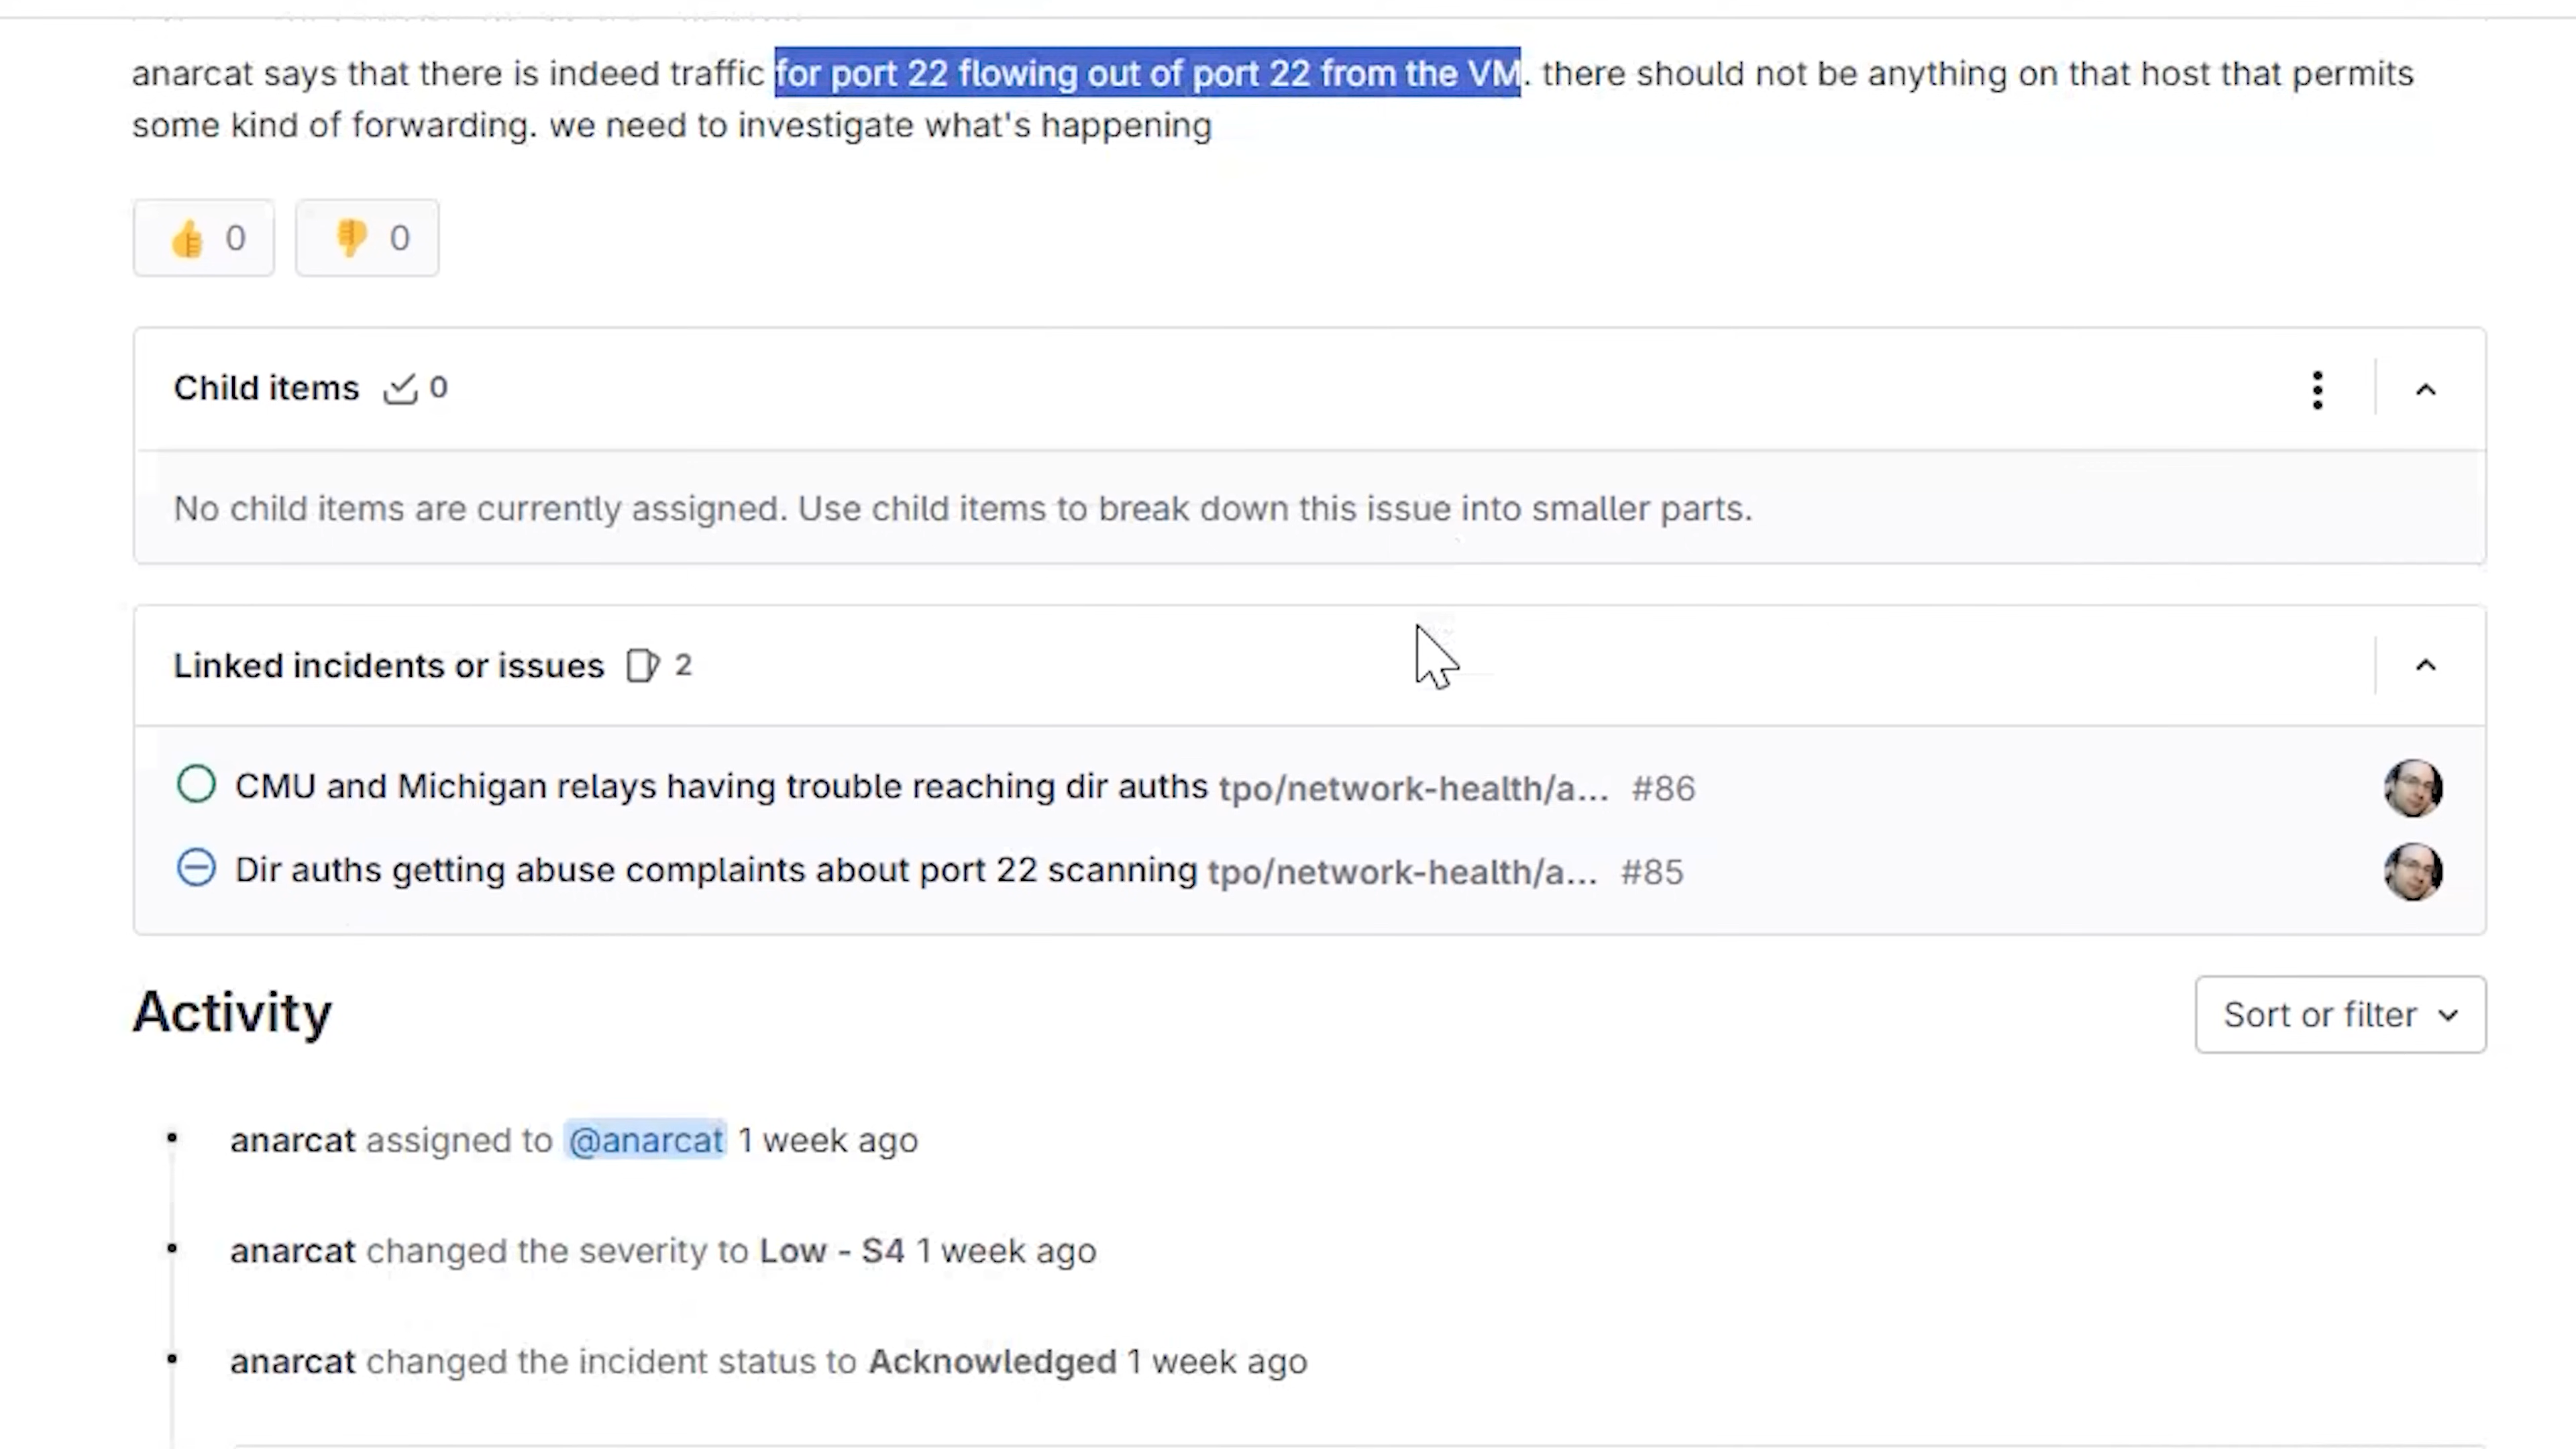 anarcat says that there is indeed traffic for port 22 flowing out of port 22 from the VM. there should not be anything on that host that permits
some kind of forwarding. we need to investigate what's happening
0 0
Child items 0
No child items are currently assigned. Use child items to break down this issue into smaller parts.
Linked incidents or issues 2
CMU and Michigan relays having trouble reaching dir auths tpo/network-health/a... #86
Dir auths getting abuse complaints about port 22 scanning tpo/network-health/a... #85
Activity
Sort or filter
anarcat assigned to @anarcat 1 week ago
anarcat changed the severity to Low - S4 1 week ago
anarcat changed the incident status to Acknowledged 1 week ago